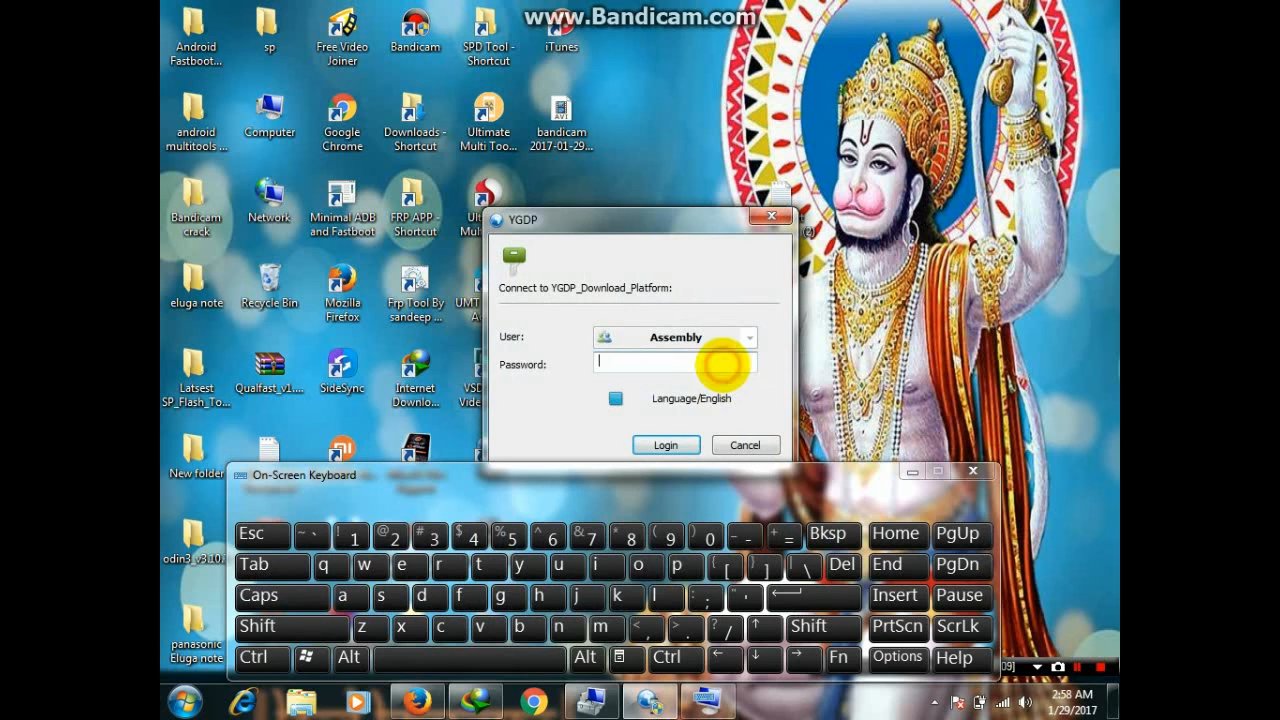 www.Bandicam.com
Android
Fastboot...
sp
Free Video
Joiner
Bandicam
SPD Tool -
Shortcut
iTunes
android
multitools ...
Computer
Google
Chrome
Downloads -
Shortcut
Ultimate
Multi Too...
AVI
bandicam
2017-01-29...
Bandicam
crack
Network
Minimal ADB
and Fastboot
FRP APP -
Shortcut
eluga note
Recycle Bin
Mozilla
Firefox
Frp Tool By
sandeep ...
Latsest
SP_Flash_To...
Qualfast_v1....
SideSync
Internet
Downlo...
New folder
panasonic
Eluga note
YGDP
Connect to YGDP_Download_Platform:
User:
Assembly
Password:
Language/English
Login
Cancel
On-Screen Keyboard
Esc ~ ` ! 1 @ 2 # 3 $ 4 % 5 ^ 6 & 7 * 8 ( 9 ) 0 _ - + = Bksp Home PgUp
Tab q w e r t y u i o p { [ } ] | \ Del End PgDn
Caps a s d f g h j k l : ; " ' Insert Pause
Shift z x c v b n m < , > . ? / ↑ Shift PrtScn ScrLk
Ctrl Alt Alt Ctrl ← ↓ → Fn Options Help
2:58 AM
1/29/2017